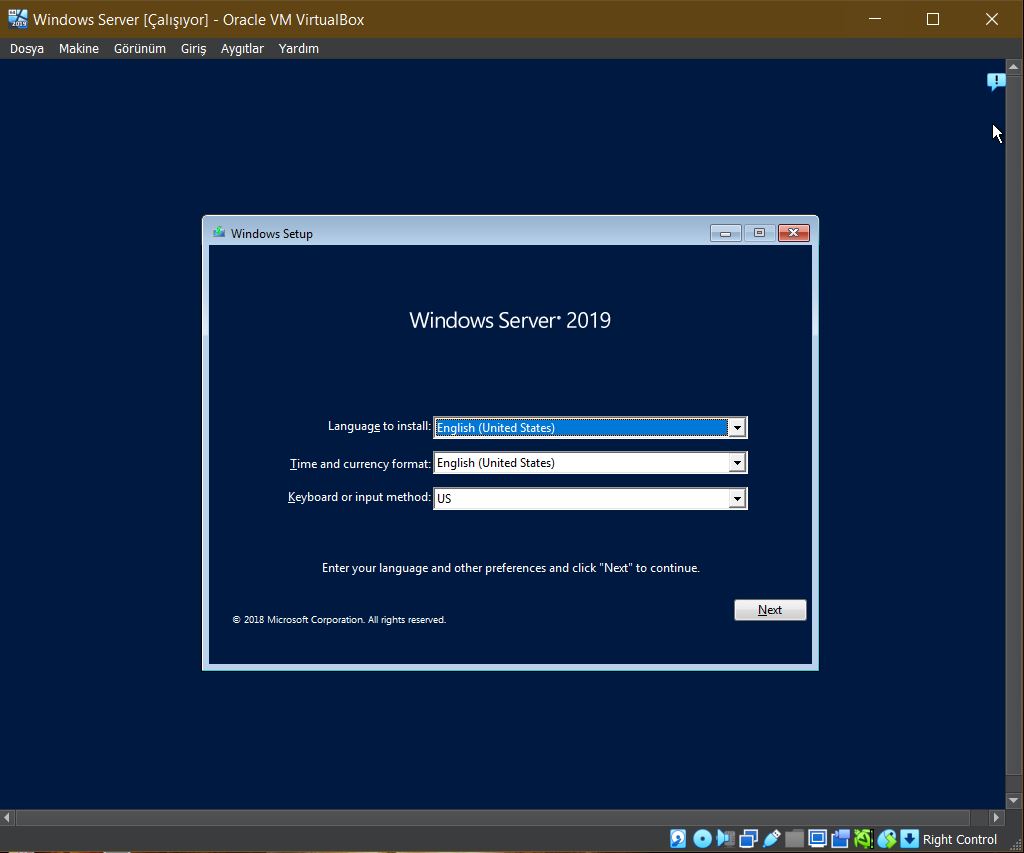 Windows Server [Çalışıyor] - Oracle VM VirtualBox
Dosya Makine Görünüm Giriş Aygıtlar Yardım
Windows Setup
Windows Server® 2019
Language to install: English (United States)
Time and currency format: English (United States)
Keyboard or input method: US
Enter your language and other preferences and click "Next" to continue.
Next
© 2018 Microsoft Corporation. All rights reserved.
Right Control